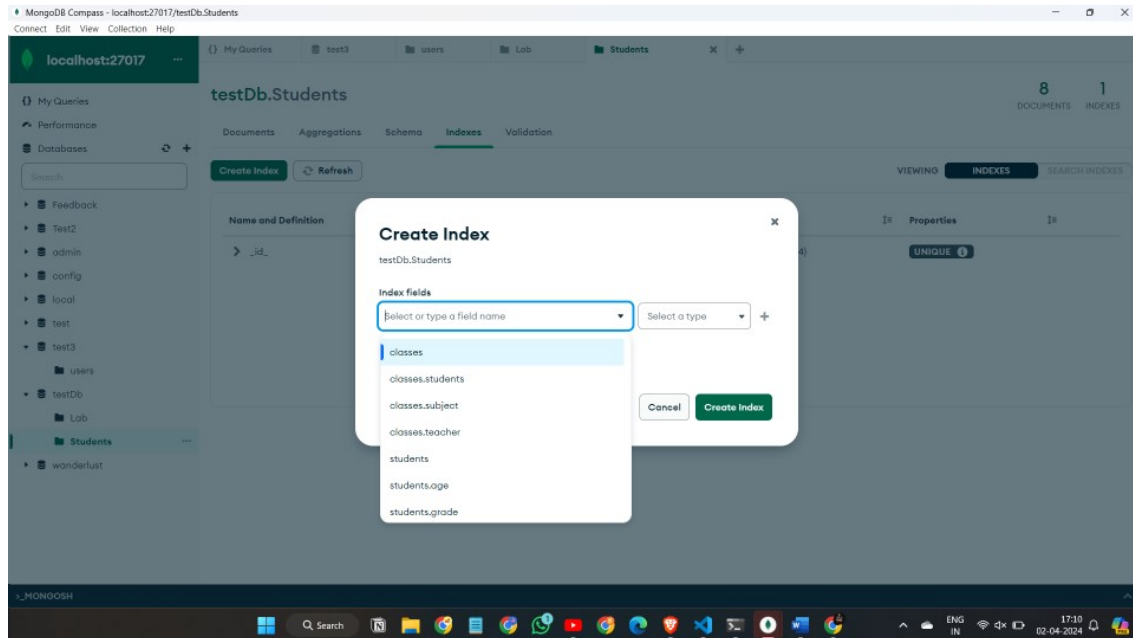 MongoDB Compass - localhost:27017/testDb.Students
Connect Edit View Collection Help
localhost:27017 ...
{} My Queries
test3
users
Lab
Students
My Queries
Performance
Databases
Search
Feedback
Test2
admin
config
local
test
test3
users
testDb
Lab
Students ...
wanderlust
testDb.Students
8 DOCUMENTS
1 INDEXES
Documents Aggregations Schema Indexes Validation
Create Index Refresh
VIEWING INDEXES SEARCH INDEXES
Name and Definition
Properties
_id_
4)
UNIQUE
Create Index
testDb.Students
Index fields
Select or type a field name
Select a type
classes
classes.students
classes.subject
classes.teacher
students
students.age
students.grade
Cancel Create Index
>_MONGOSH
Search
ENG
IN
17:10
02-04-2024